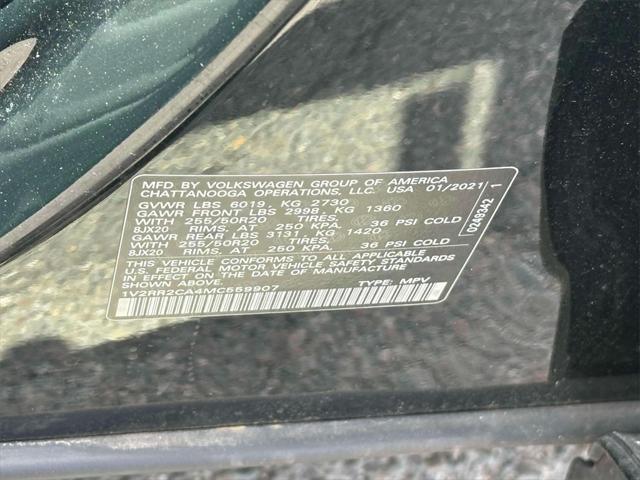 MFD BY VOLKSWAGEN GROUP OF AMERICA
CHATTANOOGA OPERATIONS, LLC. USA 01/2021
GVWR LBS 6019, KG 2730
GAWR FRONT LBS 2998, KG 1360
WITH 255/50R20 TIRES,
8JX20 RIMS. AT 250 KPA, 36 PSI COLD
GAWR REAR LBS 3131, KG 1420
WITH 255/50R20 TIRES,
8JX20 RIMS. AT 250 KPA, 36 PSI COLD
THIS VEHICLE CONFORMS TO ALL APPLICABLE
U.S. FEDERAL MOTOR VEHICLE SAFETY STANDARDS
IN EFFECT ON THE DATE OF MANUFACTURE
SHOWN ABOVE.
1V2RR2CA4MC559907 TYPE: MPV
D0249342 1